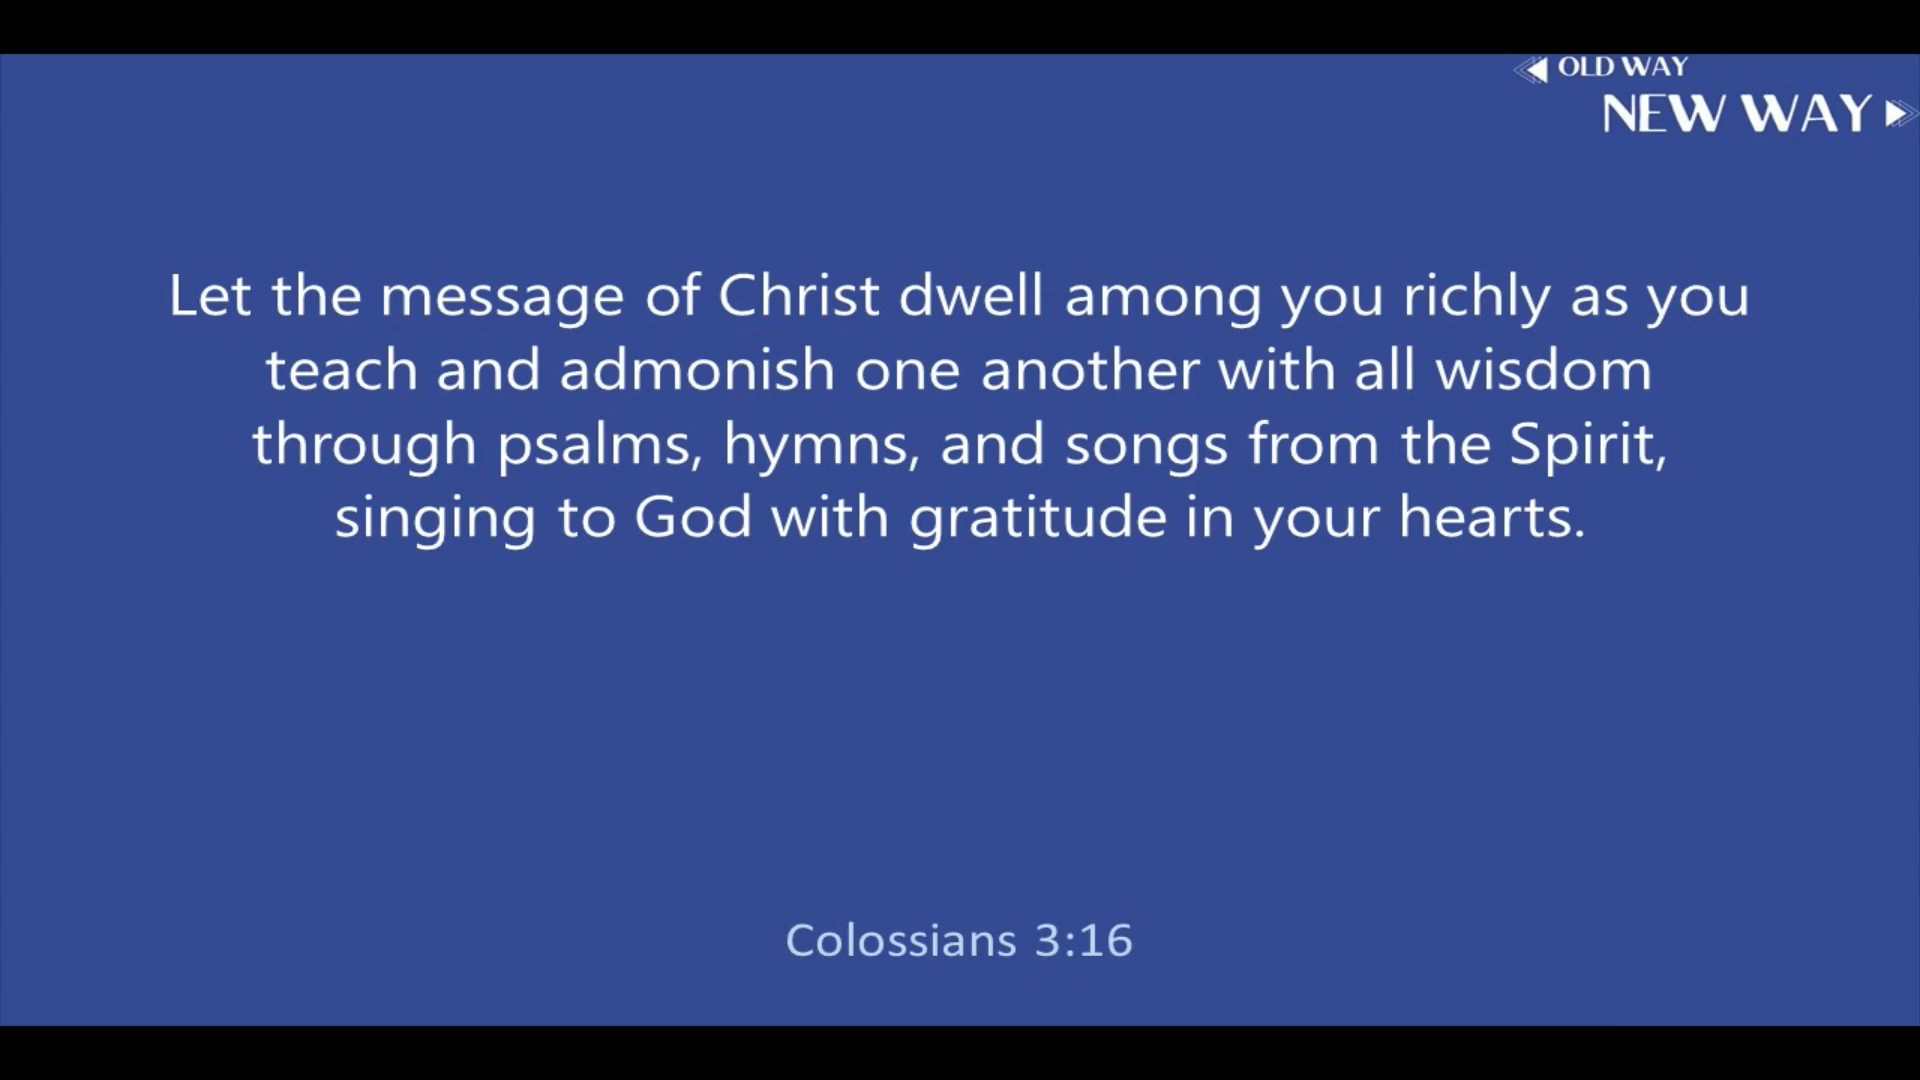 OLD WAY
NEW WAY
Let the message of Christ dwell among you richly as you
teach and admonish one another with all wisdom
through psalms, hymns, and songs from the Spirit,
singing to God with gratitude in your hearts.
Colossians 3:16